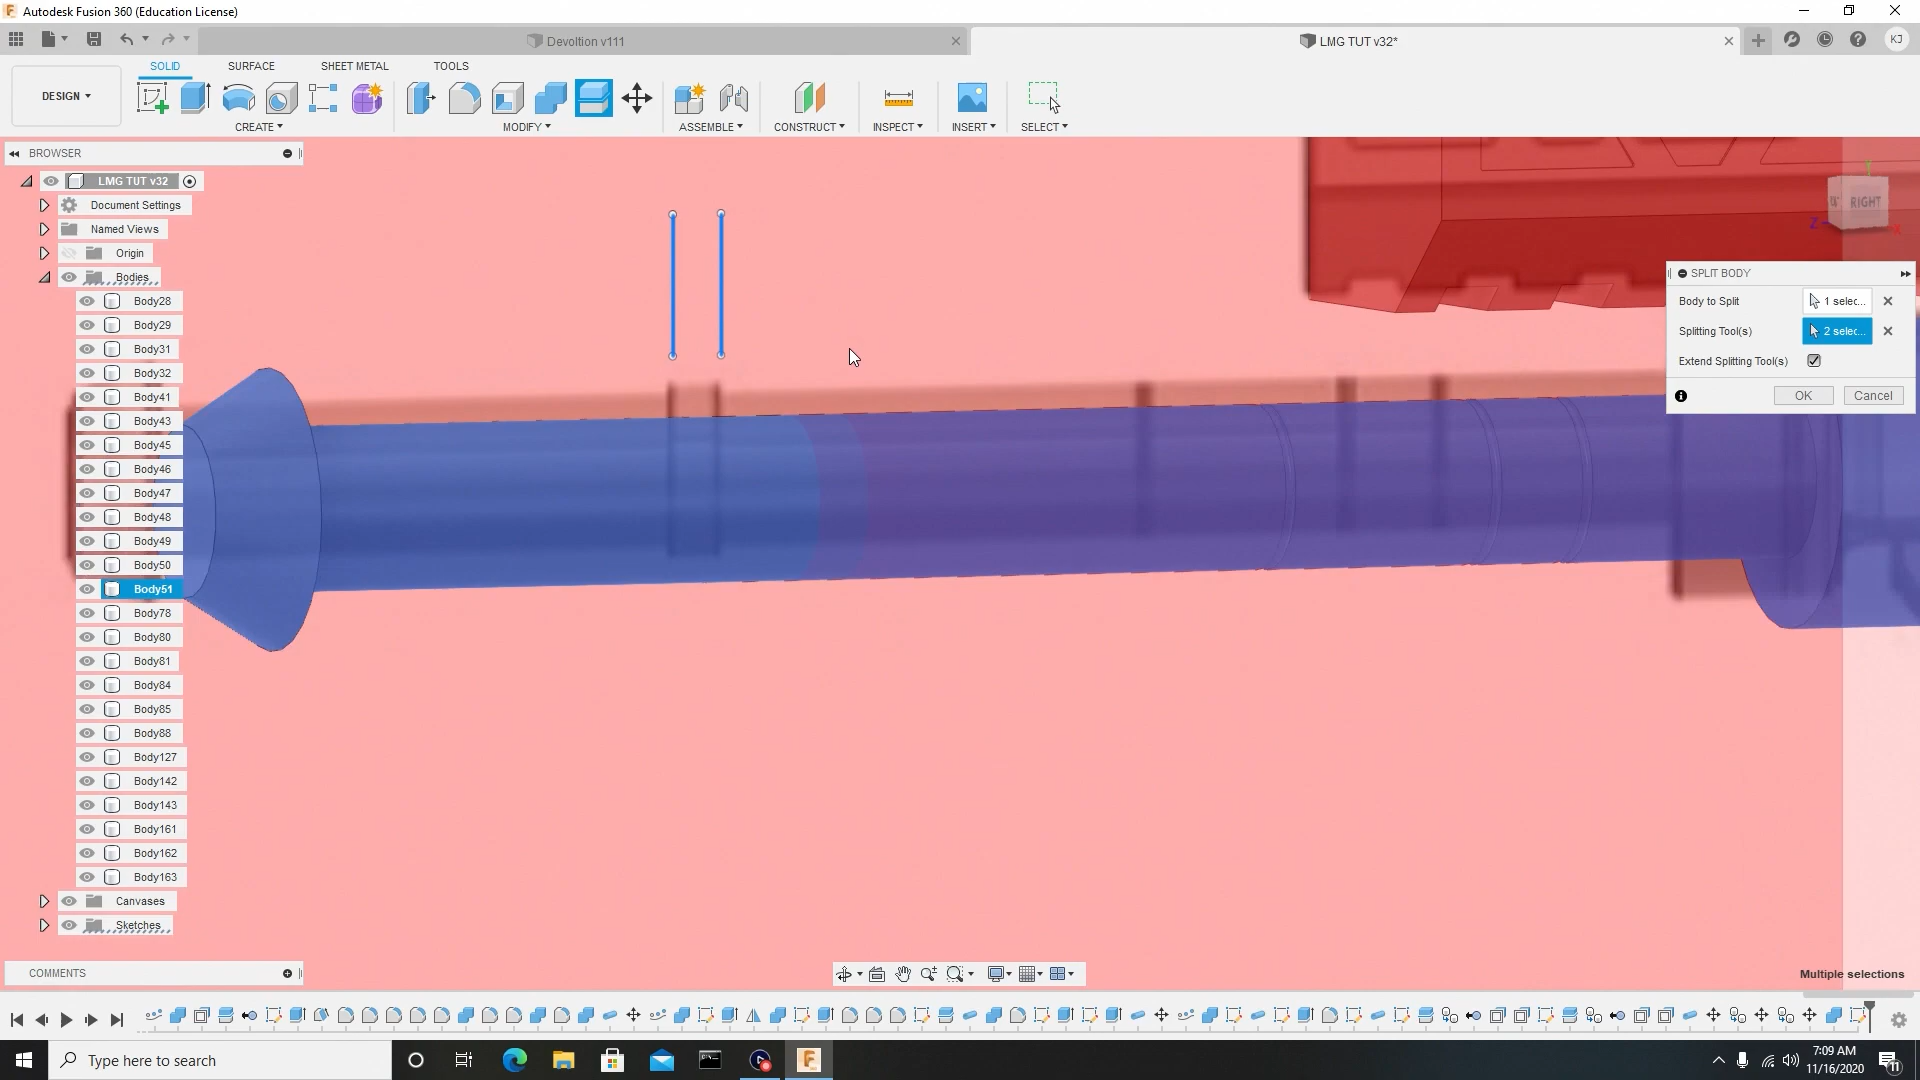 Autodesk Fusion 360 (Education License)
Devoltion v111
LMG TUT v32*
KJ
DESIGN
SOLID
SURFACE
SHEET METAL
TOOLS
CREATE
MODIFY
ASSEMBLE
CONSTRUCT
INSPECT
INSERT
SELECT
BROWSER
LMG TUT v32
Document Settings
Named Views
Origin
Bodies
Body28
Body29
Body31
Body32
Body41
Body43
Body45
Body46
Body47
Body48
Body49
Body50
Body51
Body78
Body80
Body81
Body84
Body85
Body88
Body127
Body142
Body143
Body161
Body162
Body163
Canvases
Sketches
RIGHT
Z
X
Y
SPLIT BODY
Body to Split
1 selec...
Splitting Tool(s)
2 selec...
Extend Splitting Tool(s)
OK
Cancel
COMMENTS
Multiple selections
Type here to search
7:09 AM
11/16/2020
11